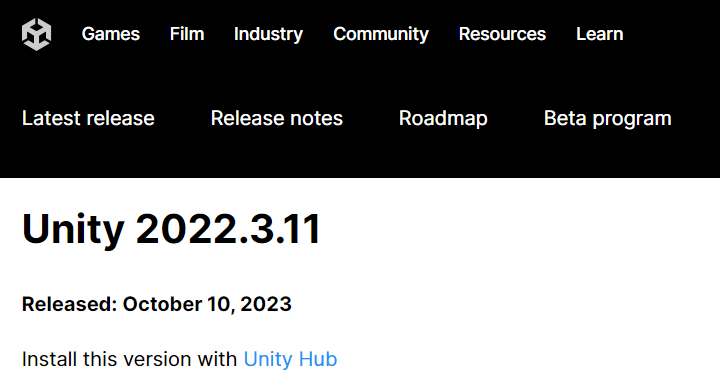 Games Film Industry Community Resources Learn
Latest release Release notes Roadmap Beta program
Unity 2022.3.11
Released: October 10, 2023
Install this version with Unity Hub